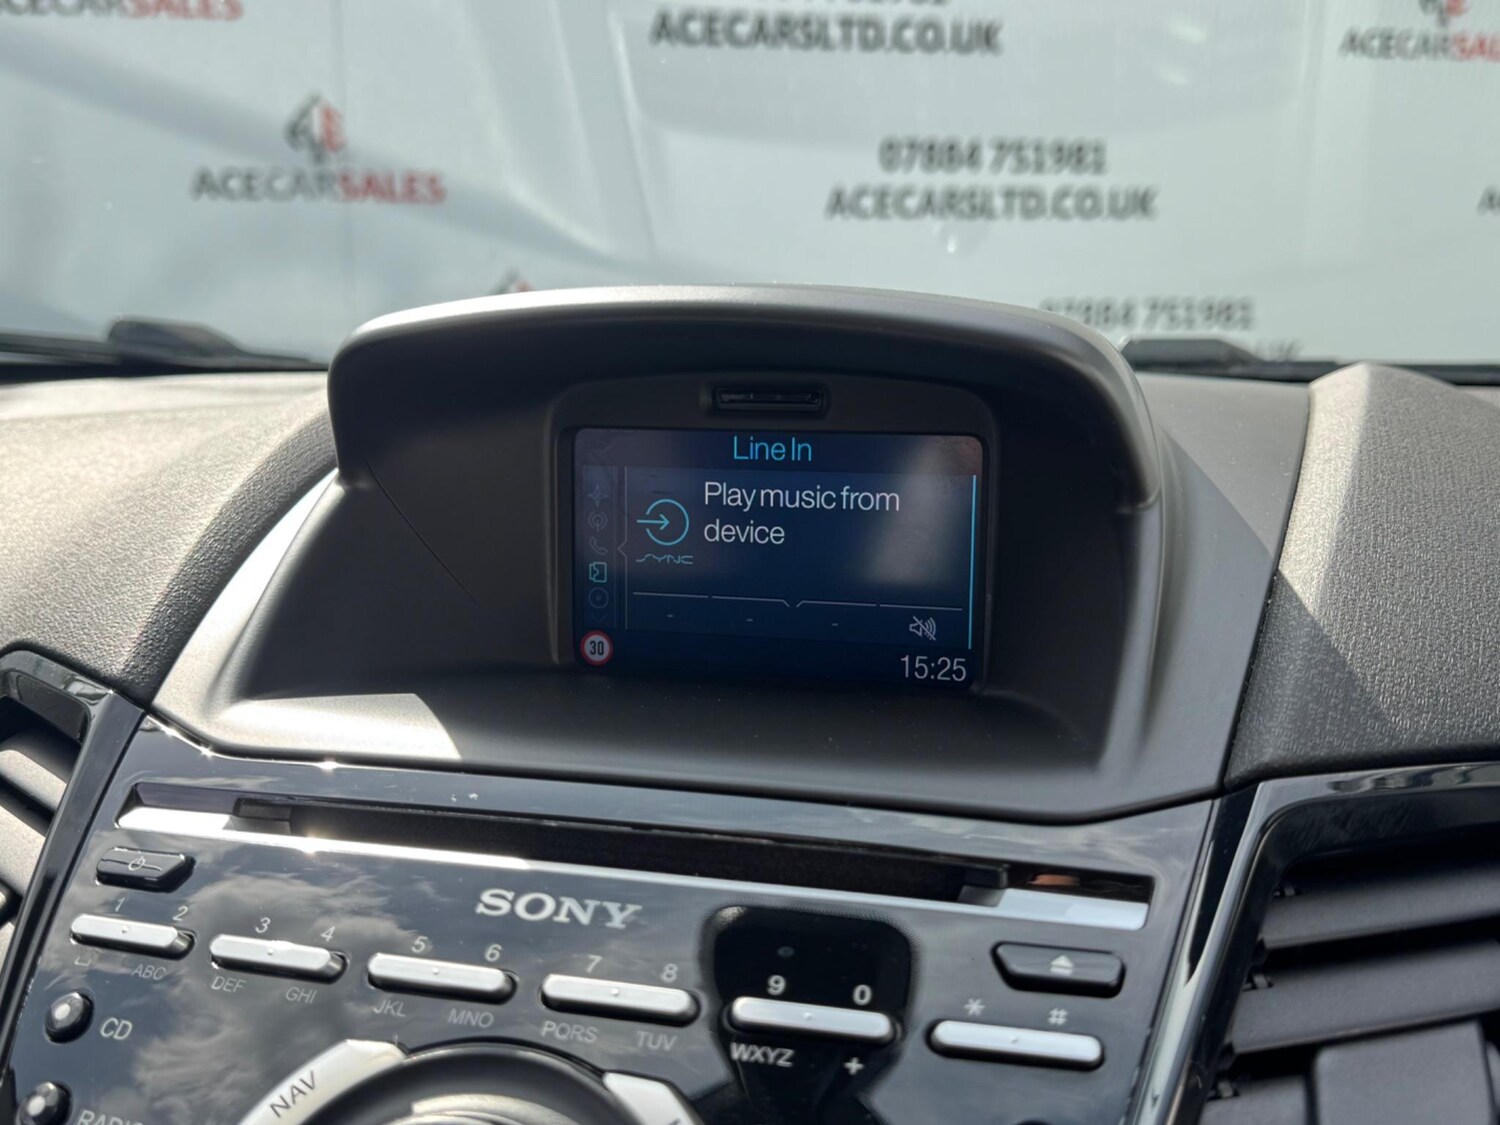 ACECARSALES
ACECARSLTD.CO.UK
ACECARSALES
ACECARSALES
07884 751981
ACECARSLTD.CO.UK
07884 751981
Line In
Play music from
device
SYNC
30
15:25
SONY
1 2 3 4 5 6 7 8 9 0 * #
ABC DEF GHI JKL MNO PQRS TUV WXYZ +
CD
NAV
RADIO